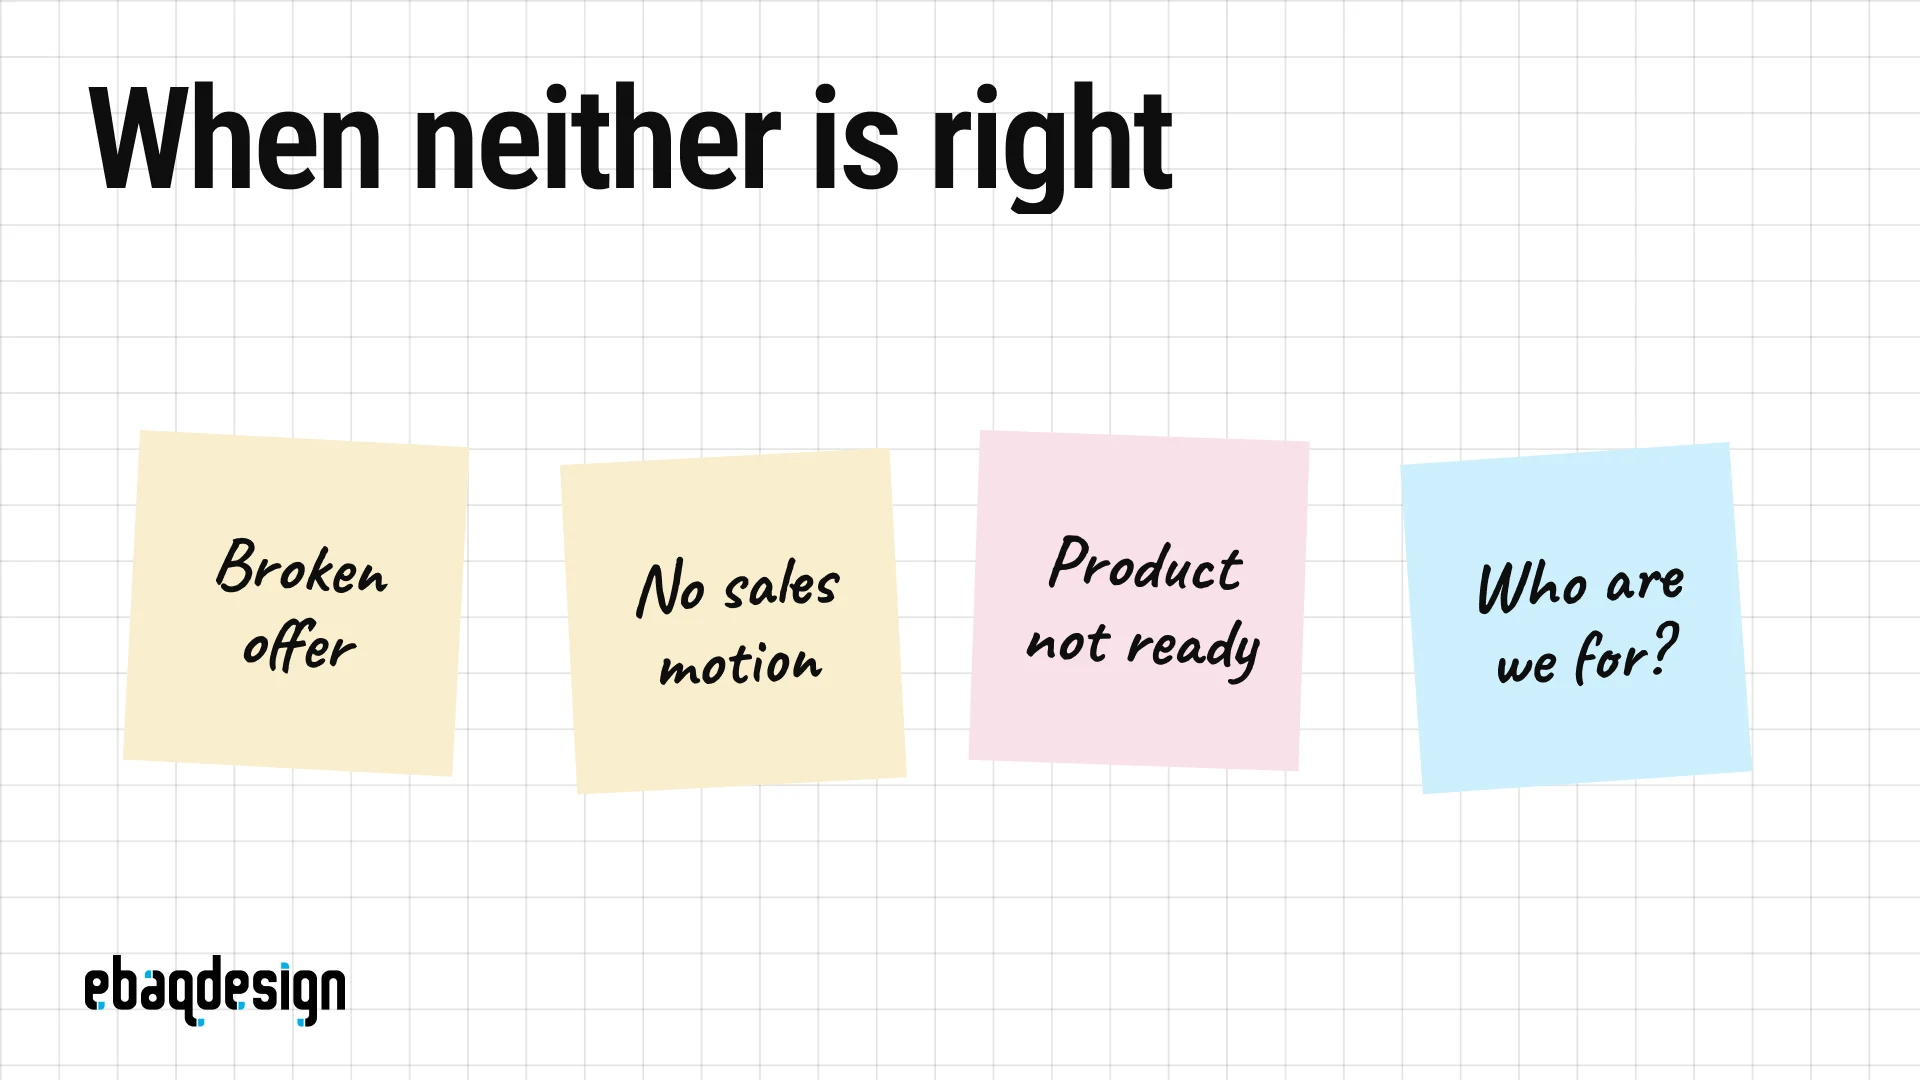 When neither is right
Broken
offer
No sales
motion
Product
not ready
Who are
we for?
ebaqdesign